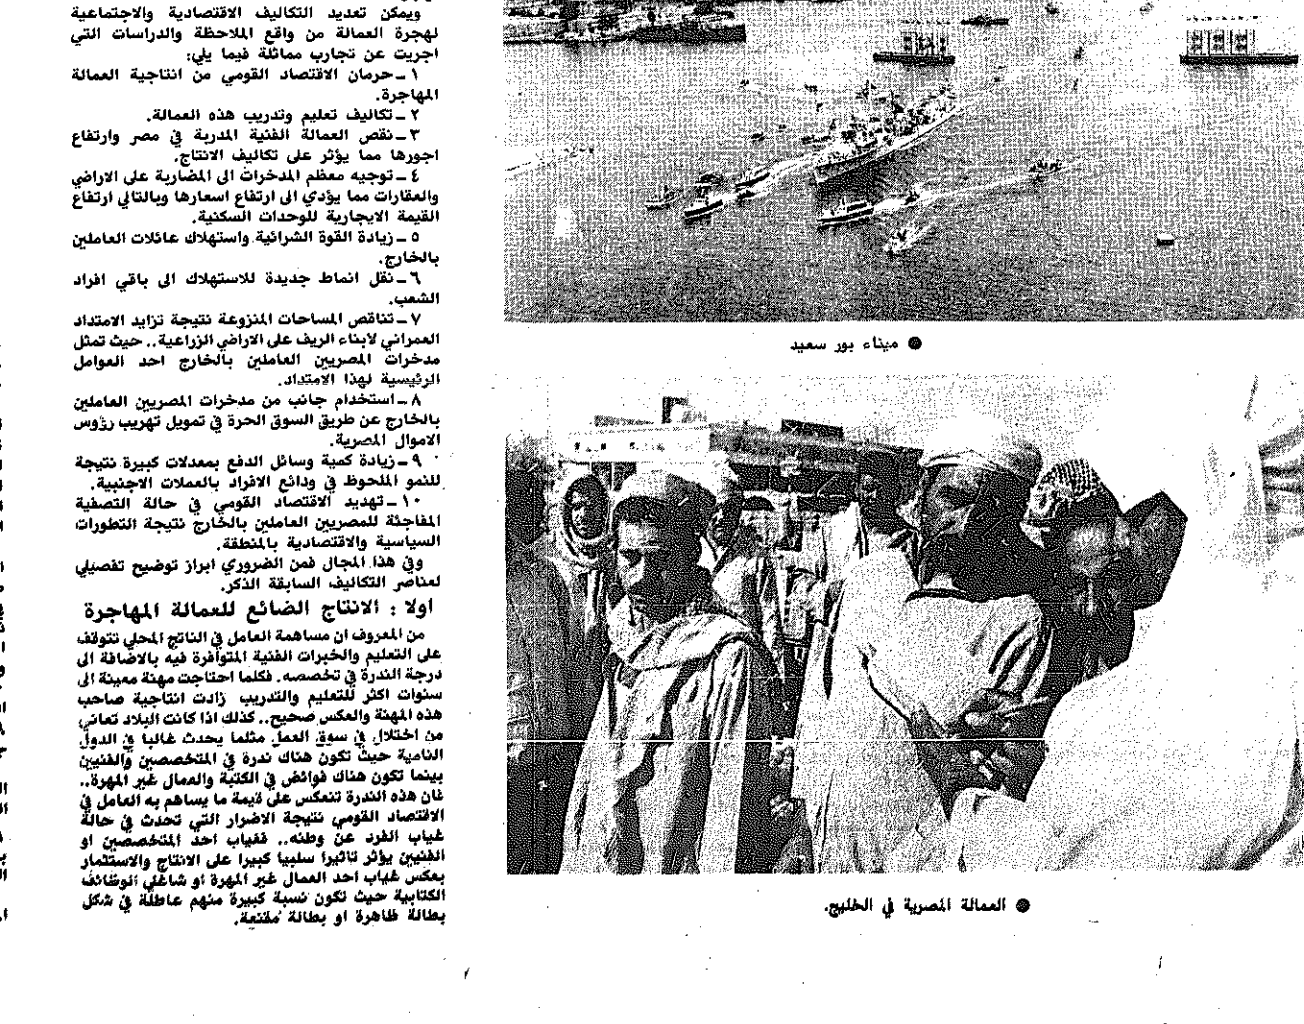 ويمكن تعديد التكاليف الاقتصادية والاجتماعية
لهجرة العمالة من واقع الملاحظة والدراسات التي
اجريت عن تجارب مماثلة فيما يلي:
١ ـ حرمان الاقتصاد القومي من انتاجية العمالة
المهاجرة.
٢ ـ تكاليف تعليم وتدريب هذه العمالة.
٣ ـ نقص العمالة الفنية المدربة في مصر وارتفاع
اجورها مما يؤثر على تكاليف الانتاج.
٤ ـ توجيه معظم المدخرات الى المضاربة على الاراضي
والعقارات مما يؤدي الى ارتفاع اسعارها وبالتالي ارتفاع
القيمة الايجارية للوحدات السكنية.
٥ ـ زيادة القوة الشرائية واستهلاك عائلات العاملين
بالخارج.
٦ ـ نقل انماط جديدة للاستهلاك الى باقي افراد
الشعب.
٧ ـ تناقص المساحات المنزوعة نتيجة تزايد الامتداد
العمراني لابناء الريف على الاراضي الزراعية.. حيث تمثل
مدخرات المصريين العاملين بالخارج احد العوامل
الرئيسية لهذا الامتداد.
٨ ـ استخدام جانب من مدخرات المصريين العاملين
بالخارج عن طريق السوق الحرة في تمويل تهريب رؤوس
الاموال المصرية.
٩ ـ زيادة كمية وسائل الدفع بمعدلات كبيرة نتيجة
للنمو الملحوظ في ودائع الافراد بالعملات الاجنبية.
١٠ ـ تهديد الاقتصاد القومي في حالة التصفية
المفاجئة للمصريين العاملين بالخارج نتيجة التطورات
السياسية والاقتصادية بالمنطقة.
وفي هذا المجال فمن الضروري ابراز توضيح تفصيلي
لعناصر التكاليف السابقة الذكر.
اولا : الانتاج الضائع للعمالة المهاجرة
من المعروف ان مساهمة العامل في الناتج المحلي تتوقف
على التعليم والخبرات الفنية المتوافرة فيه بالاضافة الى
درجة الندرة في تخصصه. فكلما احتاجت مهنة معينة الى
سنوات اكثر للتعليم والتدريب زادت انتاجية صاحب
هذه المهنة والعكس صحيح.. كذلك اذا كانت البلاد تعاني
من اختلال في سوق العمل مثلما يحدث غالبا في الدول
النامية حيث تكون هناك ندرة في المتخصصين والفنيين
بينما تكون هناك فوائض في الكتبة والعمال غير المهرة..
فان هذه الندرة تنعكس على قيمة ما يساهم به العامل في
الاقتصاد القومي نتيجة الاضرار التي تحدث في حالة
غياب الفرد عن وطنه.. فغياب احد المتخصصين او
الفنيين يؤثر تاثيرا سلبيا كبيرا على الانتاج والاستثمار
بعكس غياب احد العمال غير المهرة او شاغلي الوظائف
الكتابية حيث تكون نسبة كبيرة منهم عاطلة في شكل
بطالة ظاهرة او بطالة مقنعة.
ميناء بور سعيد
العمالة المصرية في الخليج.